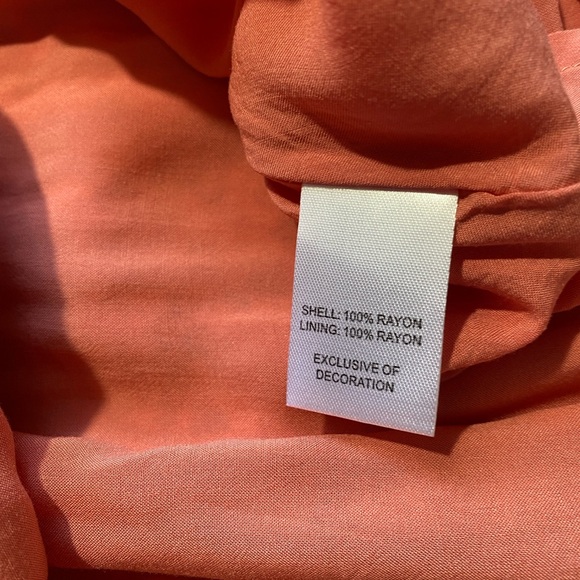 SHELL: 100% RAYON
LINING: 100% RAYON
EXCLUSIVE OF
DECORATION